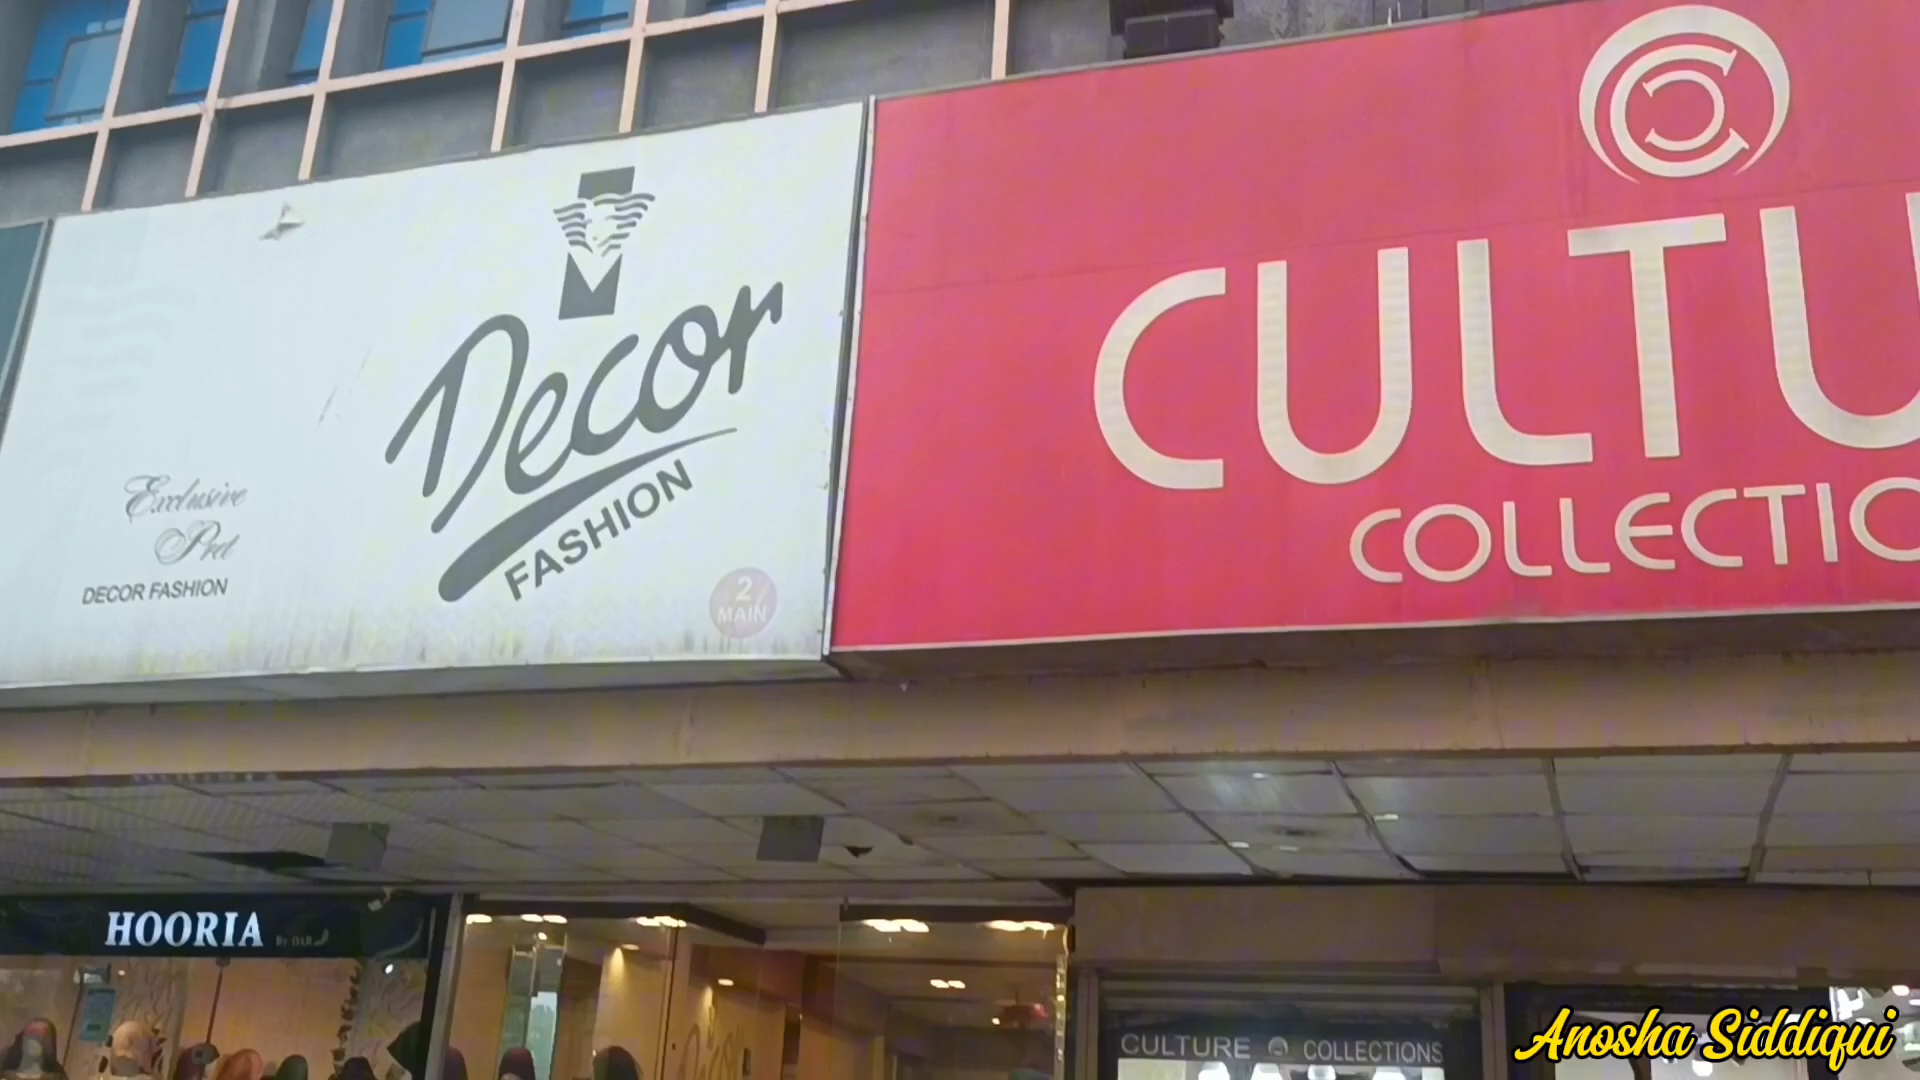 Decor
FASHION
Exclusive
Pret
DECOR FASHION
2
MAIN
CULTU
COLLECTIO
HOORIA
CULTURE COLLECTIONS
Anosha Siddiqui